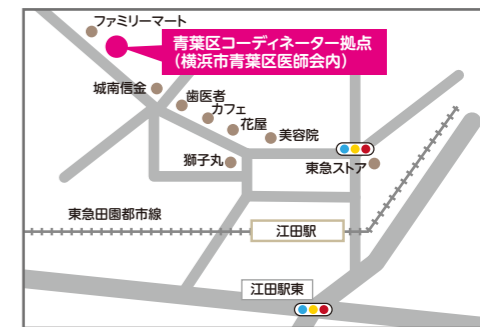 ファミリーマート
青葉区コーディネーター拠点
（横浜市青葉区医師会内）
城南信金
歯医者
カフェ
花屋
美容院
獅子丸
東急ストア
東急田園都市線
江田駅
江田駅東